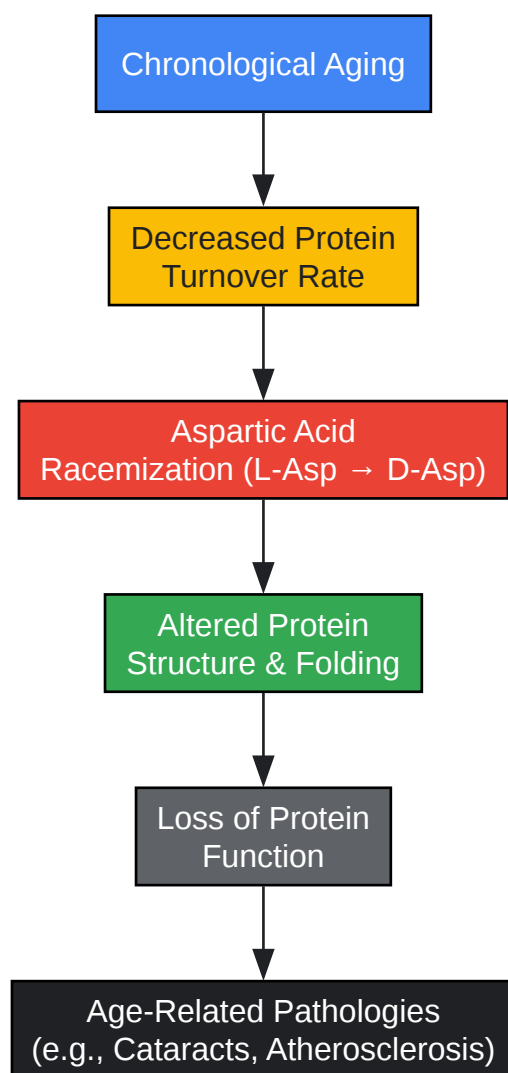 Chronological Aging
Decreased Protein
Turnover Rate
Aspartic Acid
Racemization (L-Asp → D-Asp)
Altered Protein
Structure & Folding
Loss of Protein
Function
Age-Related Pathologies
(e.g., Cataracts, Atherosclerosis)